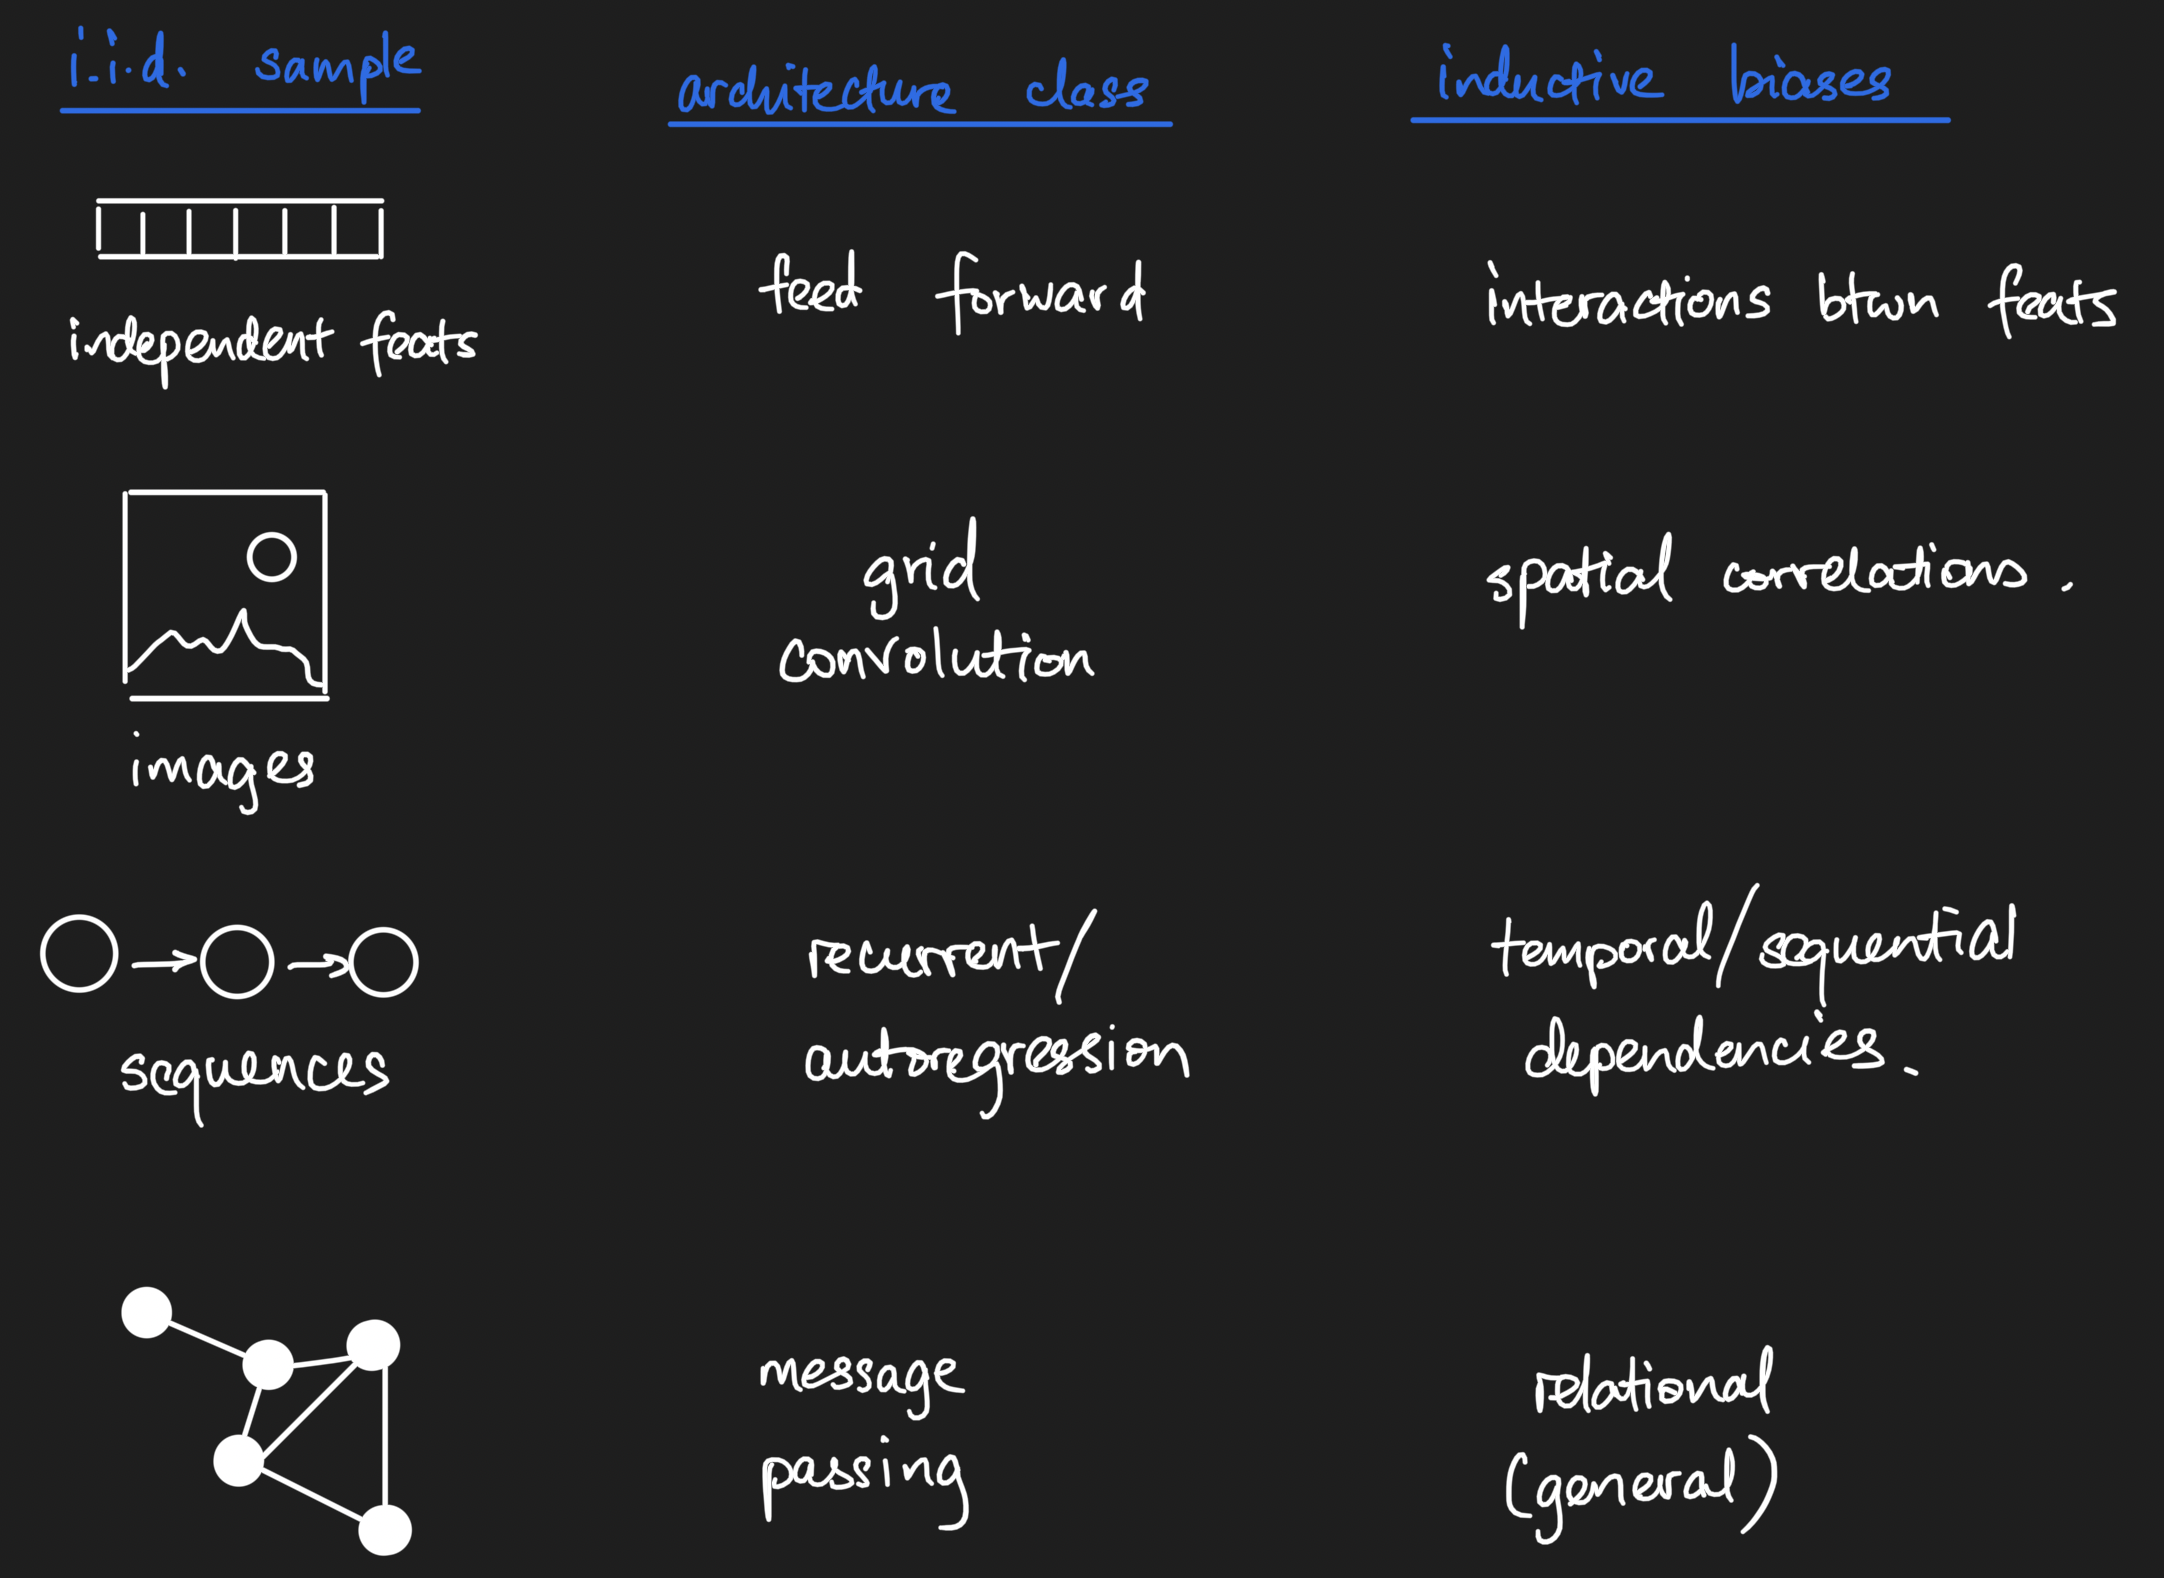 i.i.d. sample
architecture class
inductive biases
independent feats
feed forward
interactions btwn feats
images
grid
convolution
spatial correlations.
sequences
recurrent/
autoregression
temporal/sequential
dependencies.
message
passing
relational
(general)